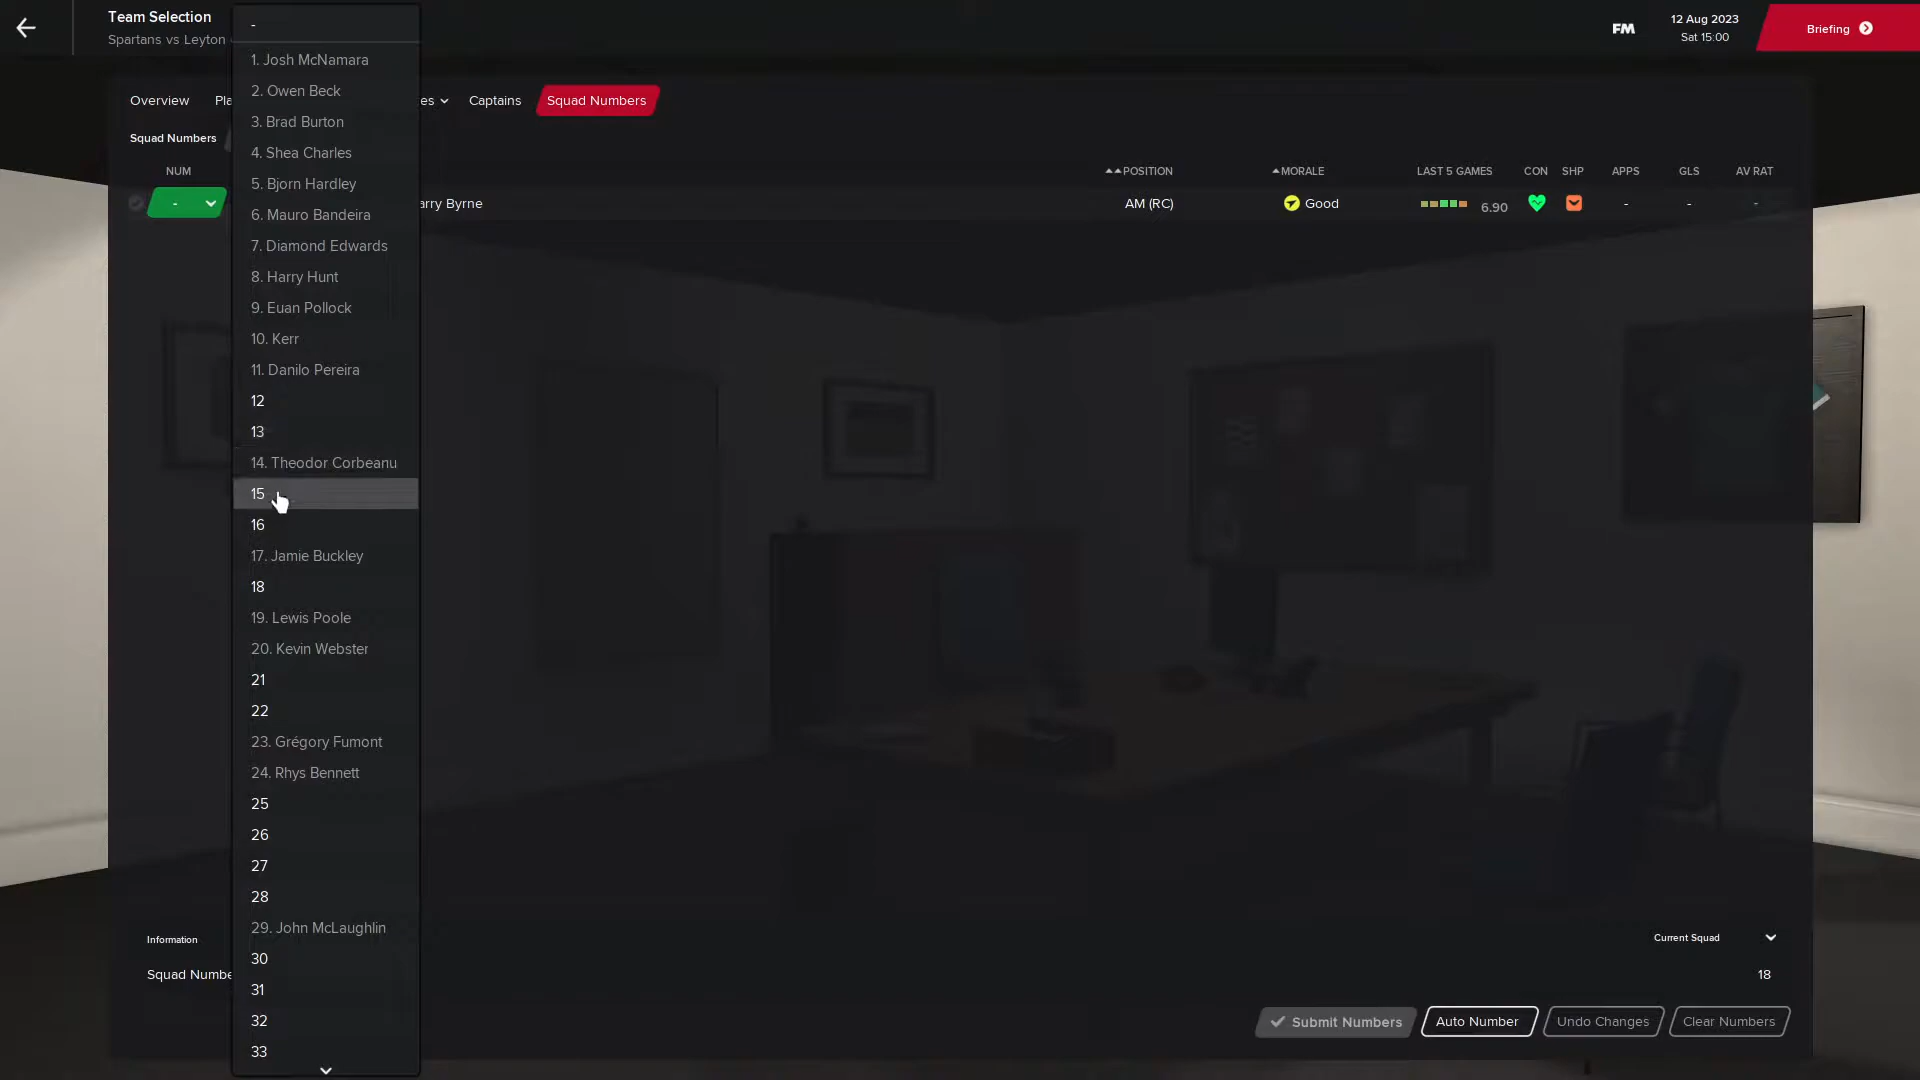 Team Selection
Spartans vs Leyton
FM
12 Aug 2023
Sat 15:00
Briefing
Overview
Captains
Squad Numbers
Squad Numbers
NUM
POSITION
MORALE
LAST 5 GAMES
CON
SHP
APPS
GLS
AV RAT
-
arry Byrne
AM (RC)
Good
6.90
-
-
-
-
1. Josh McNamara
2. Owen Beck
3. Brad Burton
4. Shea Charles
5. Bjorn Hardley
6. Mauro Bandeira
7. Diamond Edwards
8. Harry Hunt
9. Euan Pollock
10. Kerr
11. Danilo Pereira
12
13
14. Theodor Corbeanu
15
16
17. Jamie Buckley
18
19. Lewis Poole
20. Kevin Webster
21
22
23. Grégory Fumont
24. Rhys Bennett
25
26
27
28
29. John McLaughlin
30
31
32
33
Information
Current Squad
Squad Numbe
18
Submit Numbers
Auto Number
Undo Changes
Clear Numbers